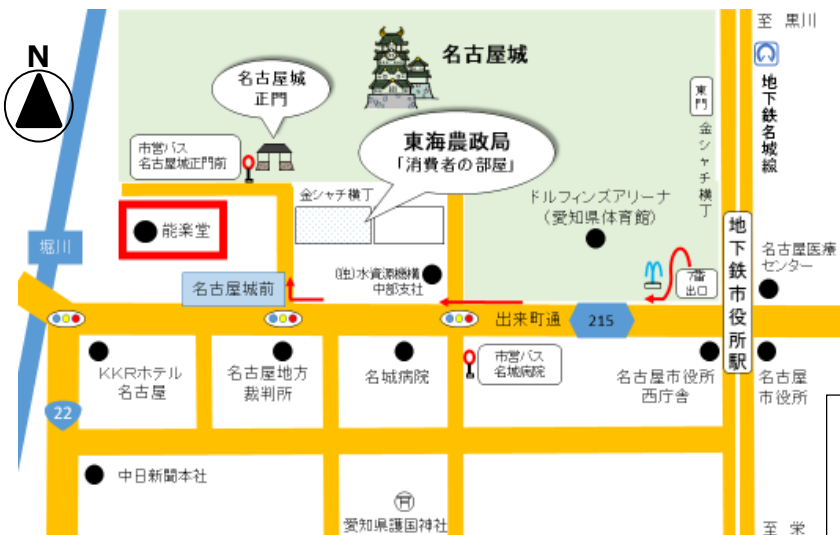 至 黒川
N
名古屋城
名古屋城
正門
東門
地下鉄名城線
市営バス
名古屋城正門前
東海農政局
「消費者の部屋」
金シャチ横丁
金シャチ横丁
ドルフィンズアリーナ
(愛知県体育館)
能楽堂
堀川
地下鉄市役所駅
名古屋医療
センター
(独)水資源機構
中部支社
7番
出口
名古屋城前
出来町通
215
KKRホテル
名古屋
名古屋地方
裁判所
名城病院
市営バス
名城病院
名古屋市役所
西庁舎
名古屋
市役所
22
中日新聞本社
愛知県護国神社
至 栄